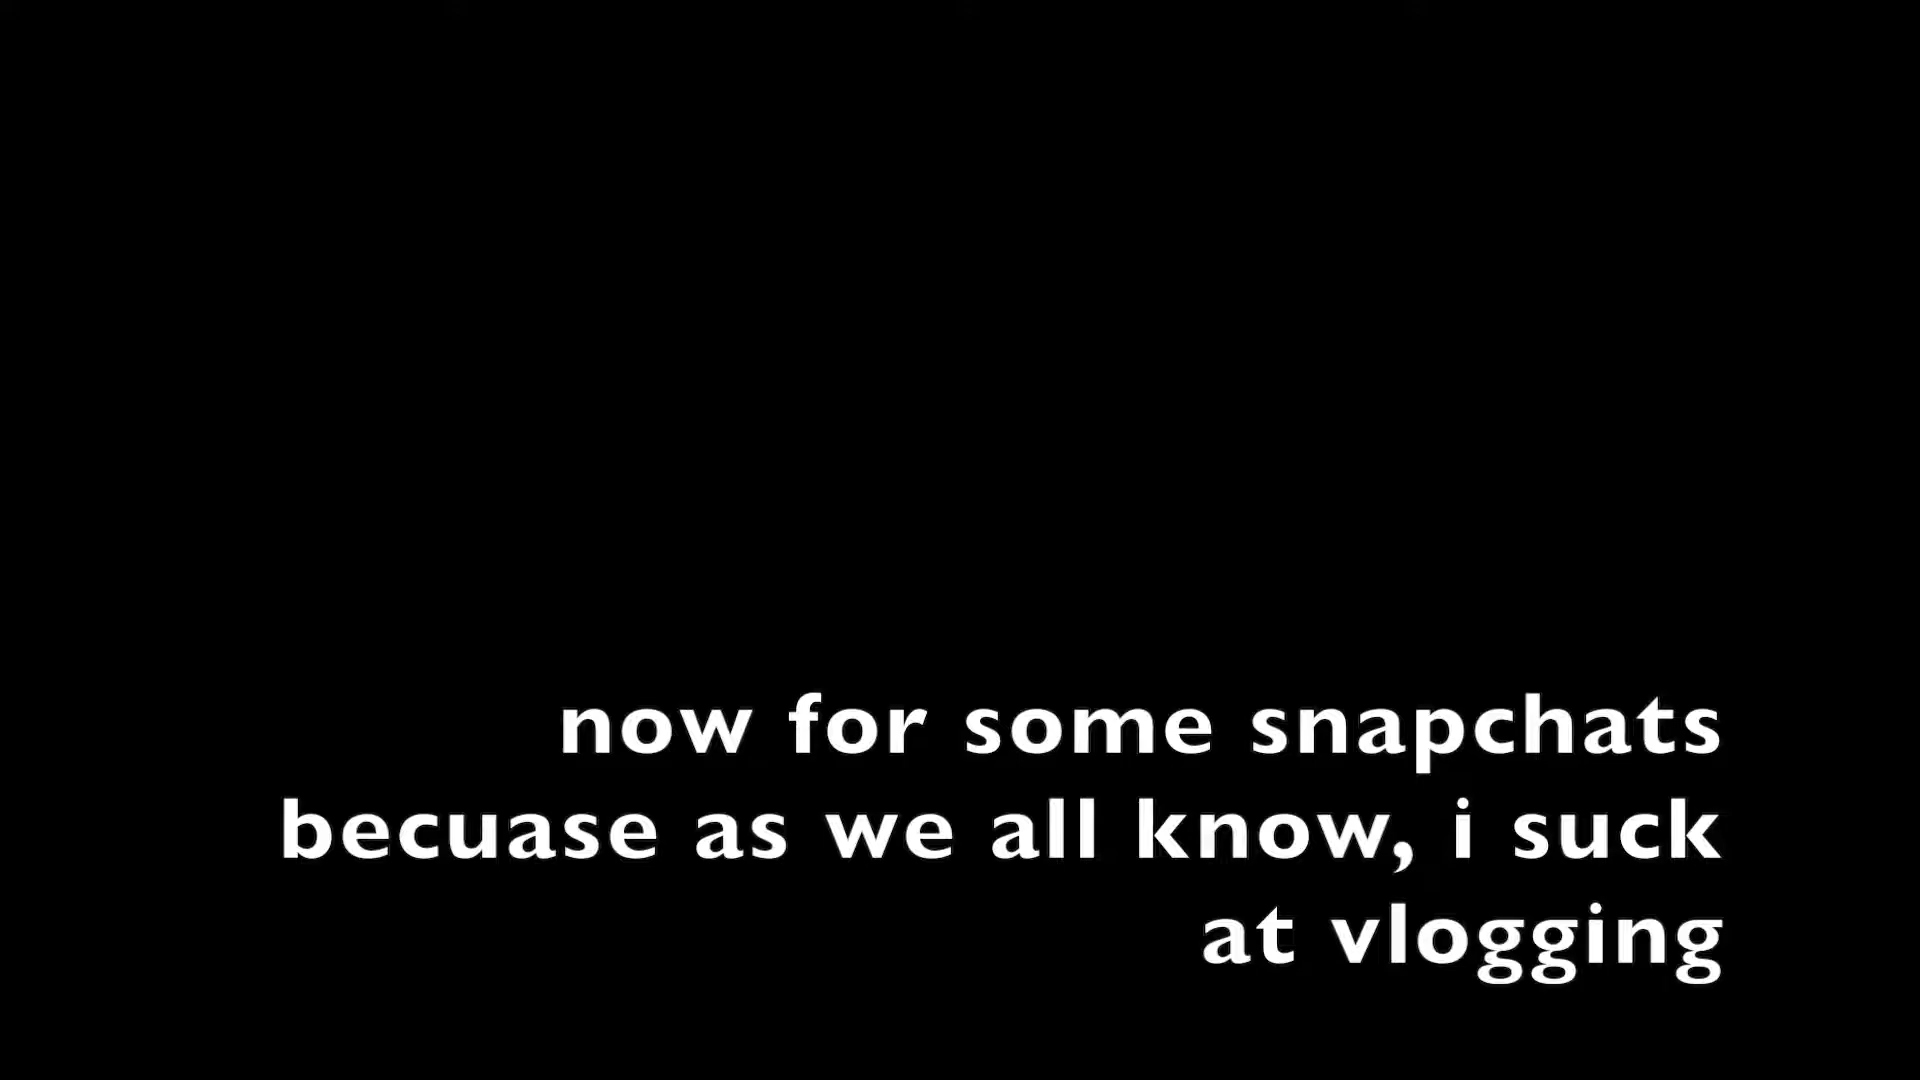 now for some snapchats
becuase as we all know, i suck
at vlogging